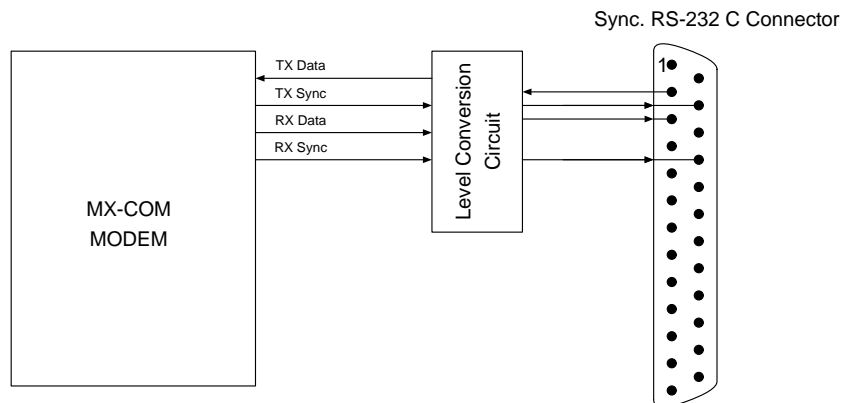 Sync. RS-232 C Connector
TX Data
TX Sync
RX Data
RX Sync
Level Conversion
Circuit
1
MX-COM
MODEM